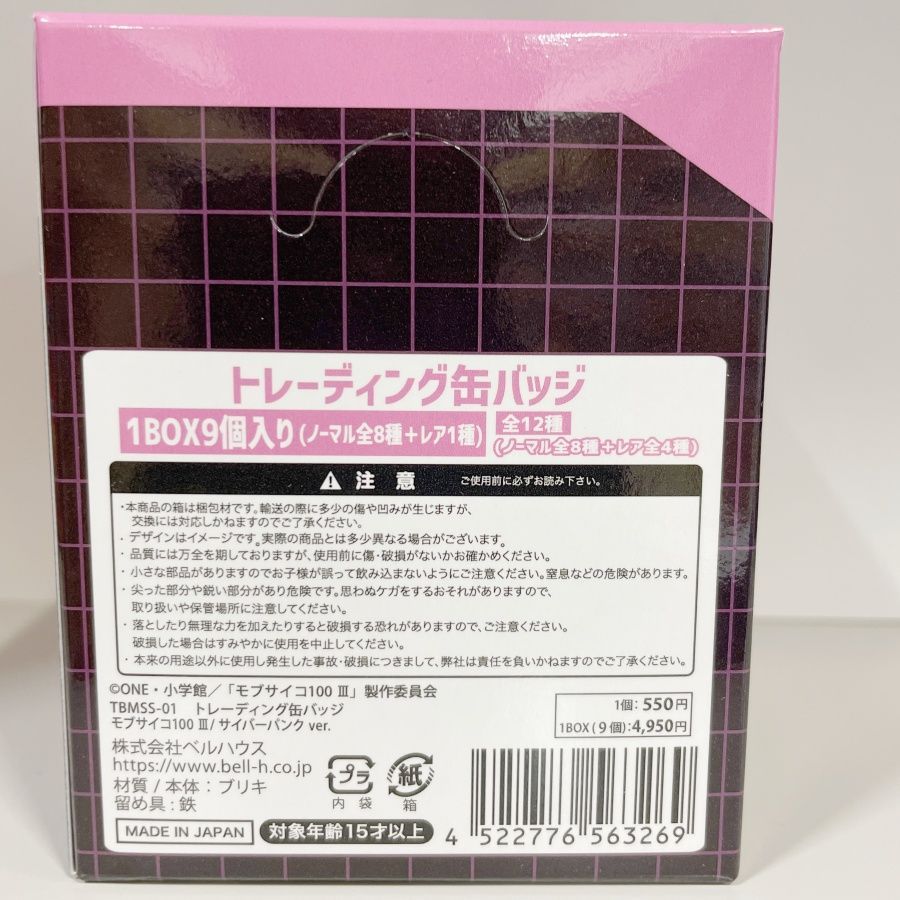 トレーディング缶バッジ
1BOX9個入り(ノーマル全8種+レア1種)
全12種
(ノーマル全8種+レア全4種)
注 意 ご使用前に必ずお読み下さい。
・本商品の箱は梱包材です。輸送の際に多少の傷や凹みが生じますが、
交換には対応しかねますのでご了承ください。
・デザインはイメージです。実際の商品とは多少異なる場合がございます。
・品質には万全を期しておりますが、使用前に傷・破損がないかお確かめください。
・小さな部品がありますのでお子様が誤って飲み込まないようにご注意ください。窒息などの危険があります。
・尖った部分や鋭い部分があり危険です。思わぬケガをするおそれがありますので、
取り扱いや保管場所に注意してください。
・落としたり無理な力を加えたりすると破損する恐れがありますので、ご注意ください。
破損した場合はすみやかに使用を中止してください。
・本来の用途以外に使用し発生した事故・破損につきまして、弊社は責任を負いかねますのでご了承ください。
©ONE・小学館/「モブサイコ100 Ⅲ」製作委員会
TBMSS-01 トレーディング缶バッジ
モブサイコ100 Ⅲ/ サイバーパンク ver.
1個:550円
1BOX(9個):4,950円
株式会社ベルハウス
https://www.bell-h.co.jp
材質/本体:ブリキ
留め具:鉄
プラ
内 袋
紙
箱
MADE IN JAPAN
対象年齢15才以上
4 522776 563269